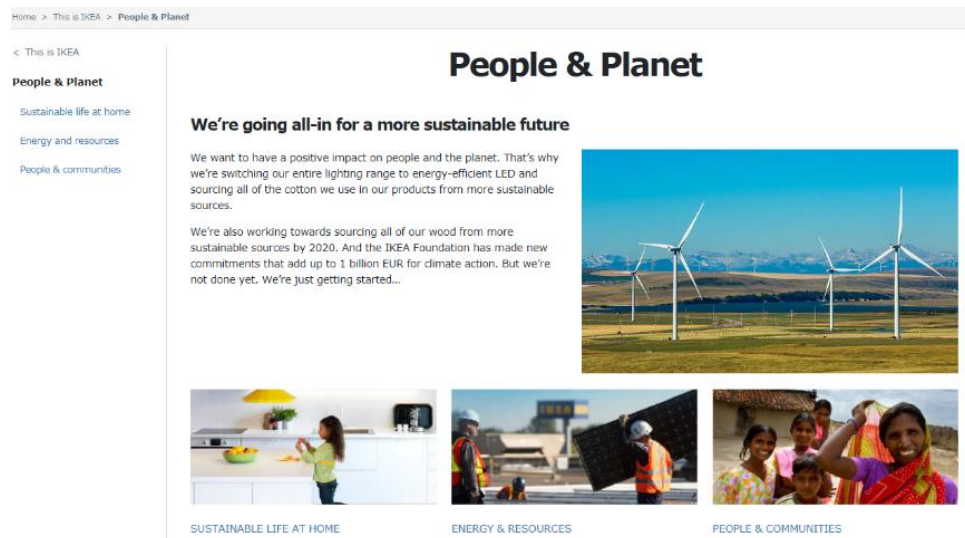 Home > This is IKEA > People & Planet
< This is IKEA
People & Planet
Sustainable life at home
Energy and resources
People & communities
People & Planet
We’re going all-in for a more sustainable future
We want to have a positive impact on people and the planet. That’s why
we’re switching our entire lighting range to energy-efficient LED and
sourcing all of the cotton we use in our products from more sustainable
sources.
We’re also working towards sourcing all of our wood from more
sustainable sources by 2020. And the IKEA Foundation has made new
commitments that add up to 1 billion EUR for climate action. But we’re
not done yet. We’re just getting started…
IKEA
SUSTAINABLE LIFE AT HOME
ENERGY & RESOURCES
PEOPLE & COMMUNITIES